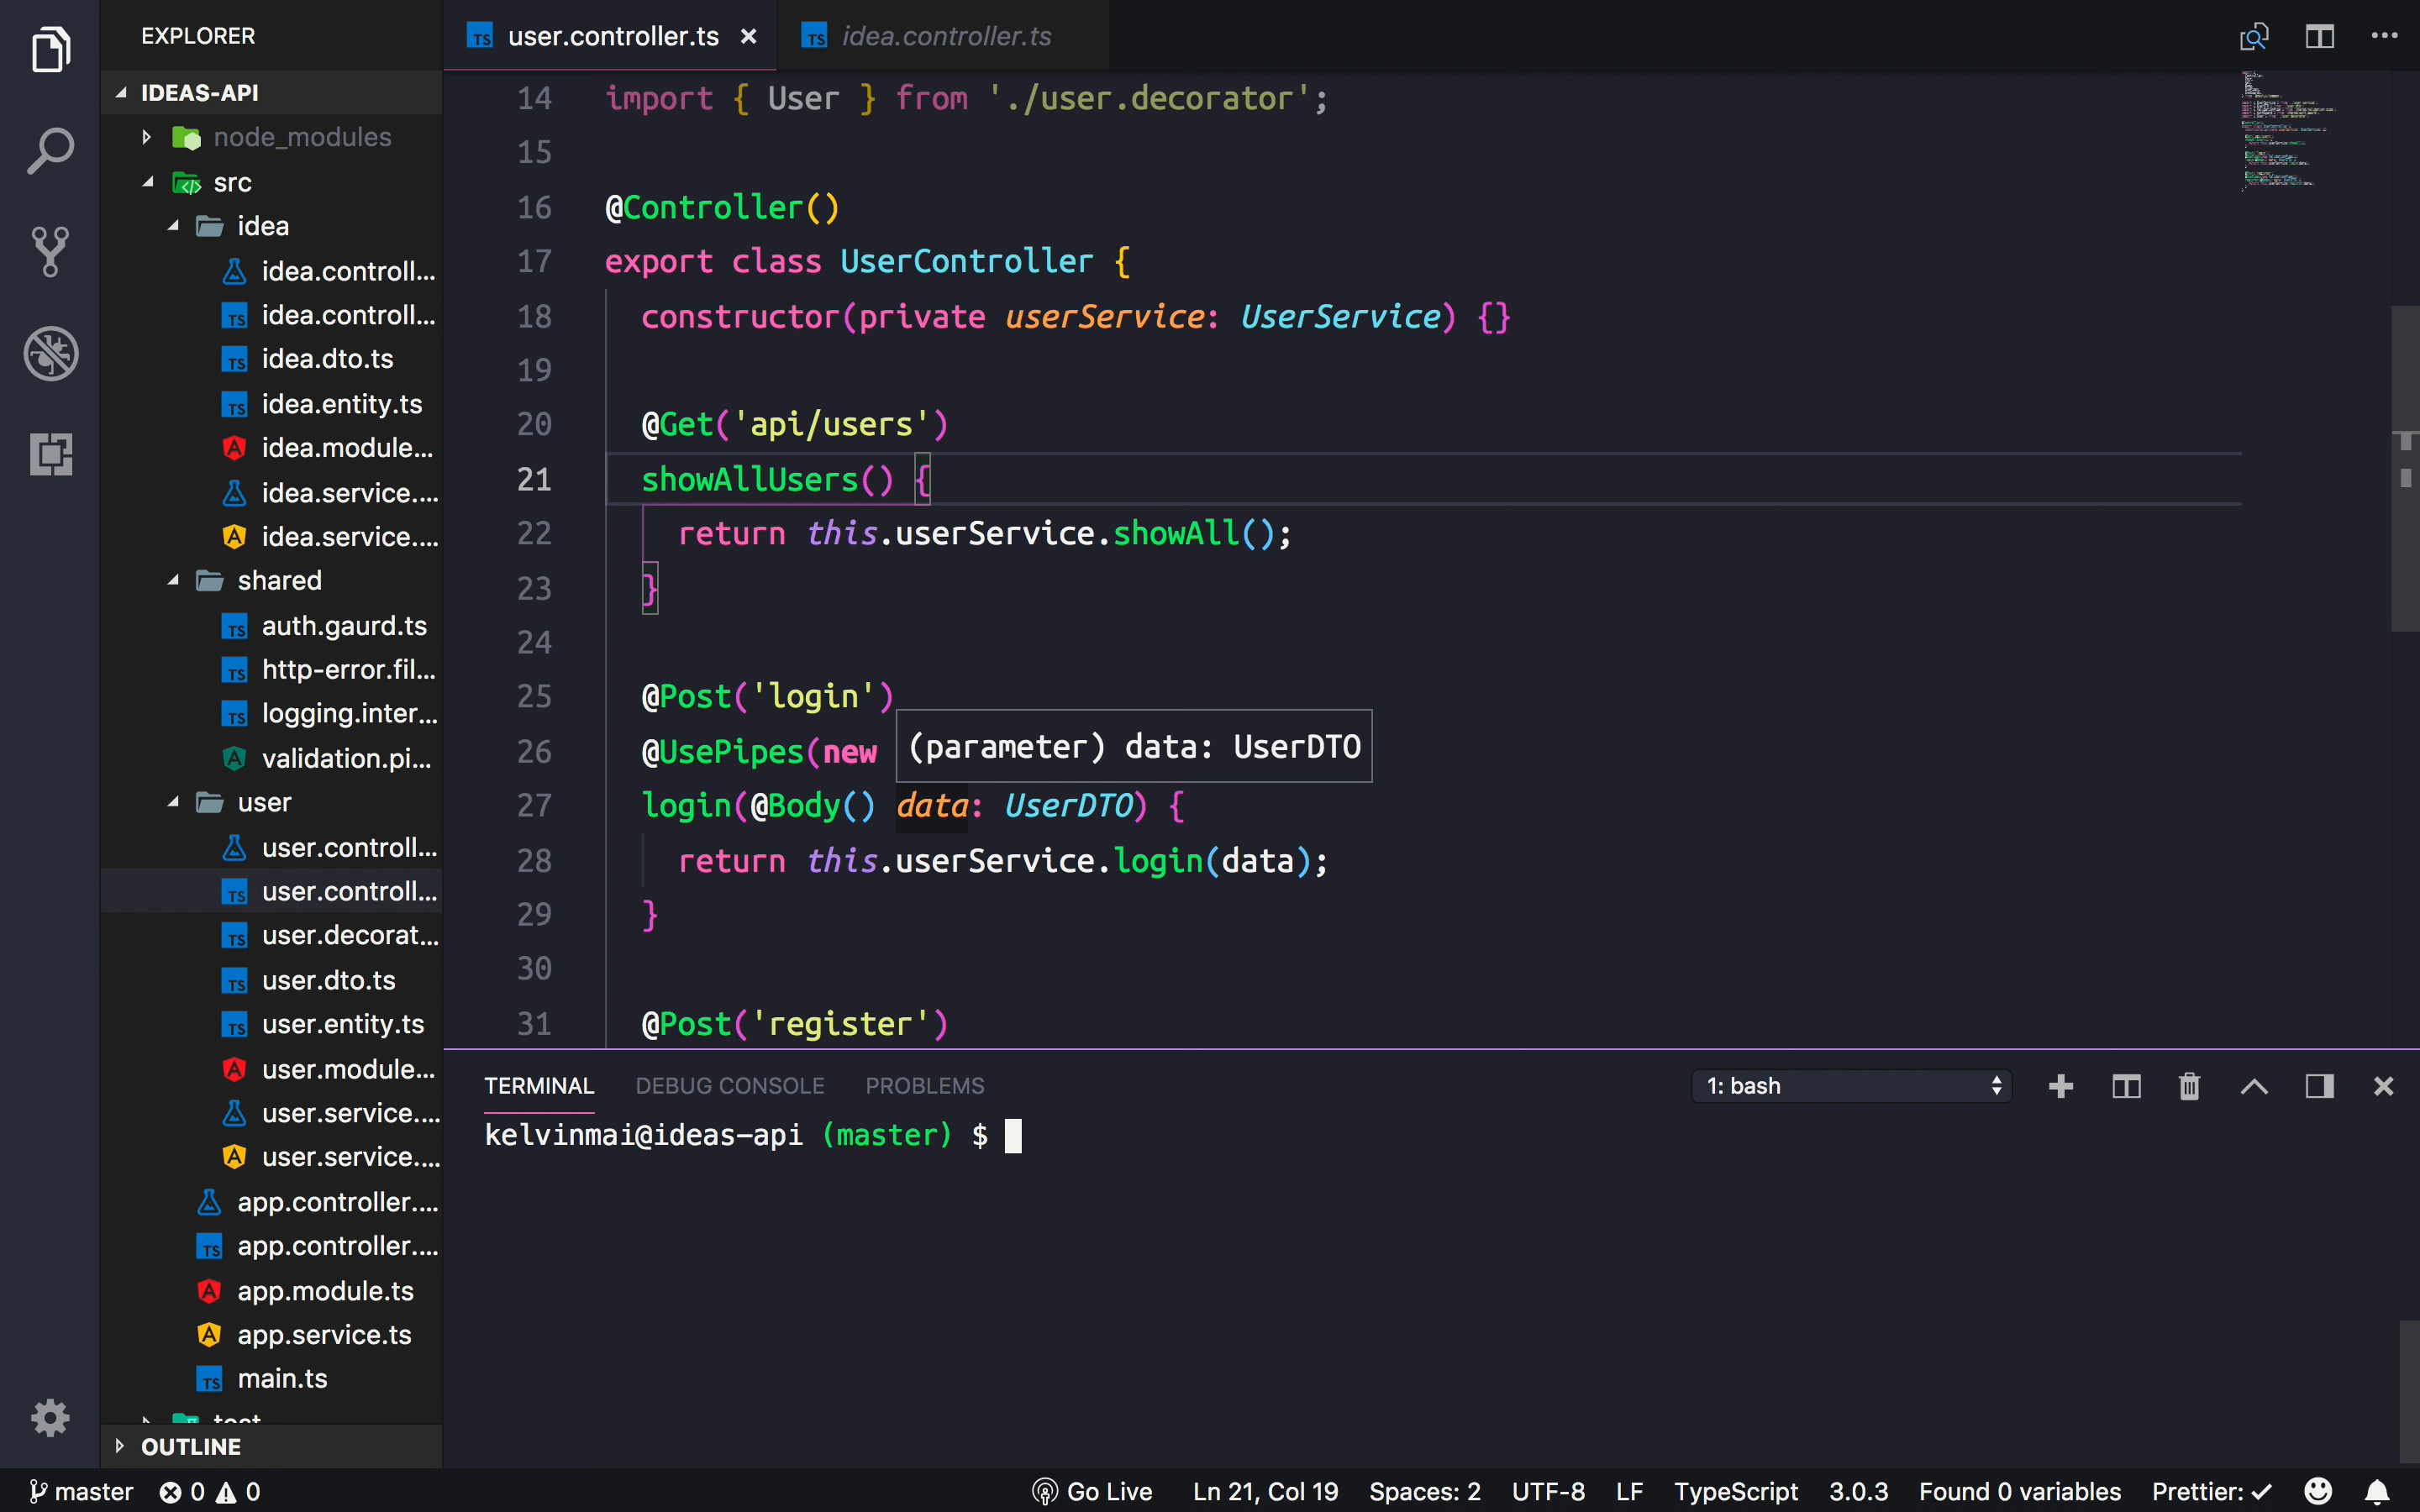 EXPLORER
IDEAS-API
node_modules
src
idea
idea.controll...
idea.controll...
idea.dto.ts
idea.entity.ts
idea.module...
idea.service....
idea.service....
shared
auth.gaurd.ts
http-error.fil...
logging.inter...
validation.pi...
user
user.controll...
user.controll...
user.decorat...
user.dto.ts
user.entity.ts
user.module...
user.service....
user.service....
app.controller....
app.controller....
app.module.ts
app.service.ts
main.ts
test
OUTLINE
TS user.controller.ts ×
TS idea.controller.ts
14 import { User } from './user.decorator';
15
16 @Controller()
17 export class UserController {
18 constructor(private userService: UserService) {}
19
20 @Get('api/users')
21 showAllUsers() {
22 return this.userService.showAll();
23 }
24
25 @Post('login')
26 @UsePipes(new
(parameter) data: UserDTO
27 login(@Body() data: UserDTO) {
28 return this.userService.login(data);
29 }
30
31 @Post('register')
TERMINAL DEBUG CONSOLE PROBLEMS 1: bash
kelvinmai@ideas-api (master) $
master 0 0 Go Live Ln 21, Col 19 Spaces: 2 UTF-8 LF TypeScript 3.0.3 Found 0 variables Prettier: ✓